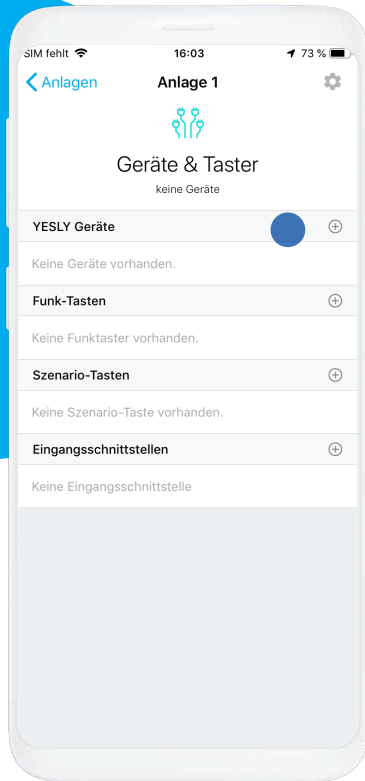 SIM fehlt
16:03
73 %
Anlagen
Anlage 1
Geräte & Taster
keine Geräte
YESLY Geräte
Keine Geräte vorhanden.
Funk-Tasten
Keine Funktaster vorhanden.
Szenario-Tasten
Keine Szenario-Taste vorhanden.
Eingangsschnittstellen
Keine Eingangsschnittstelle